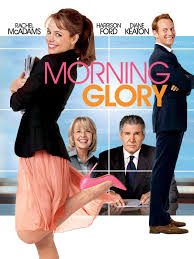 RACHEL McADAMS
HARRISON FORD
DIANE KEATON
MORNING
GLORY